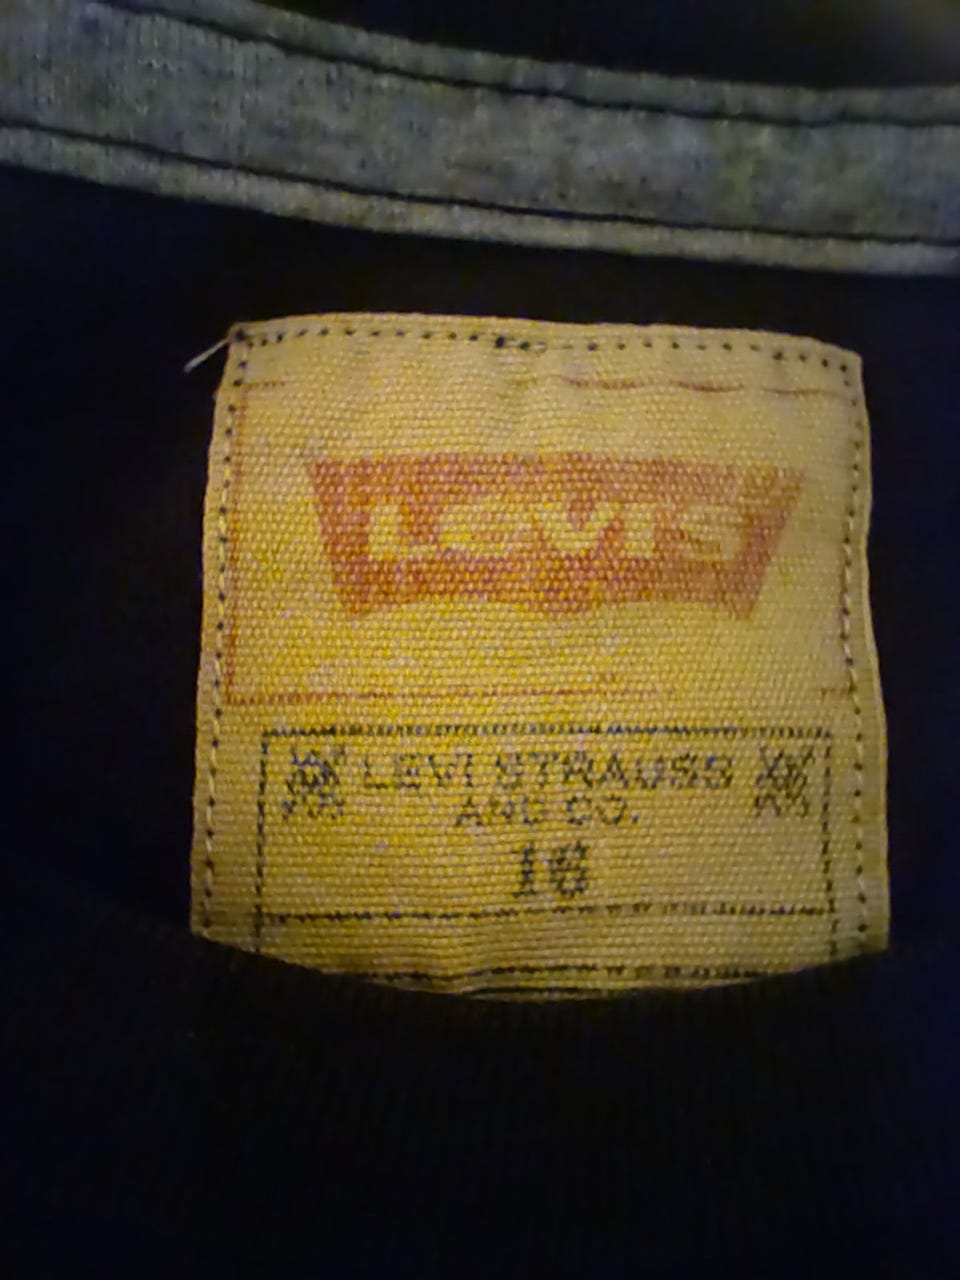 LEVI'S
LEVI STRAUSS
AND CO.
16